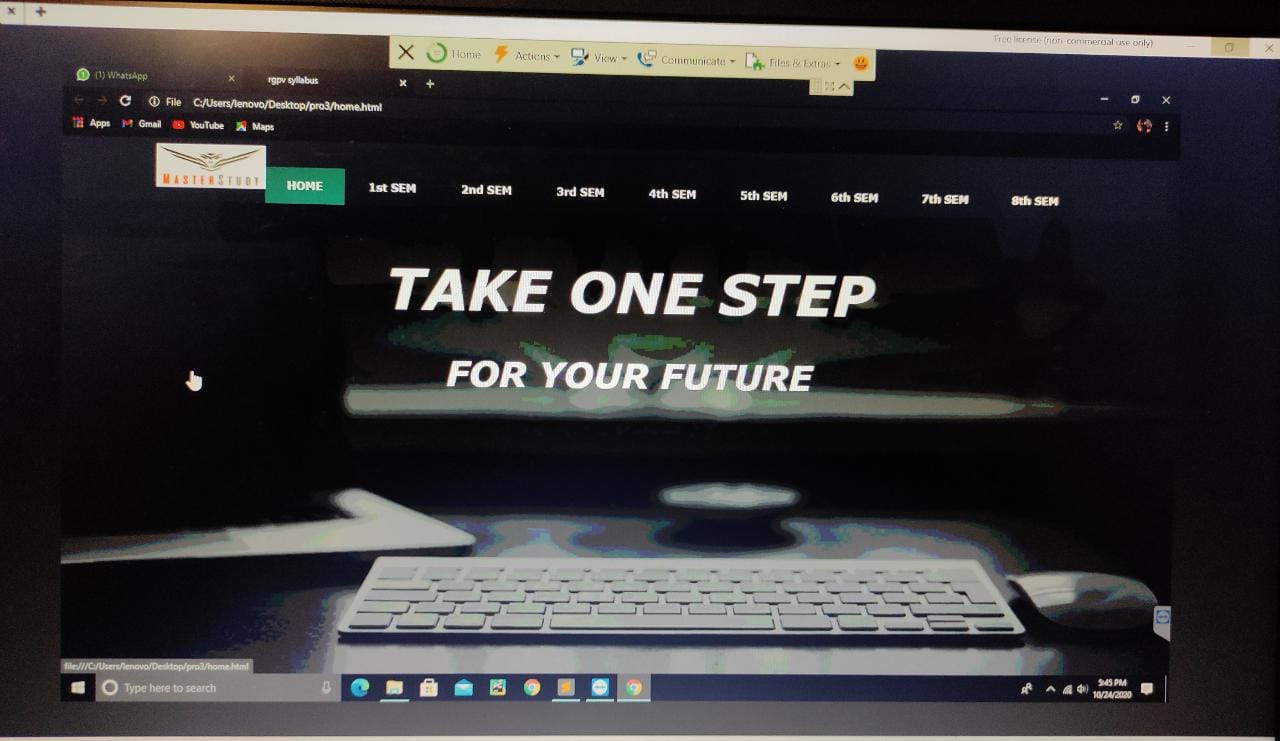 Free license (non-commercial use only)
Home Actions View Communicate Files & Extras
(1) WhatsApp rgpv syllabus
File C:/Users/lenovo/Desktop/pro3/home.html
Apps Gmail YouTube Maps
MASTERSTUDY
HOME 1st SEM 2nd SEM 3rd SEM 4th SEM 5th SEM 6th SEM 7th SEM 8th SEM
TAKE ONE STEP
FOR YOUR FUTURE
file:///C:/Users/lenovo/Desktop/pro3/home.html
Type here to search
5:45 PM
10/24/2020